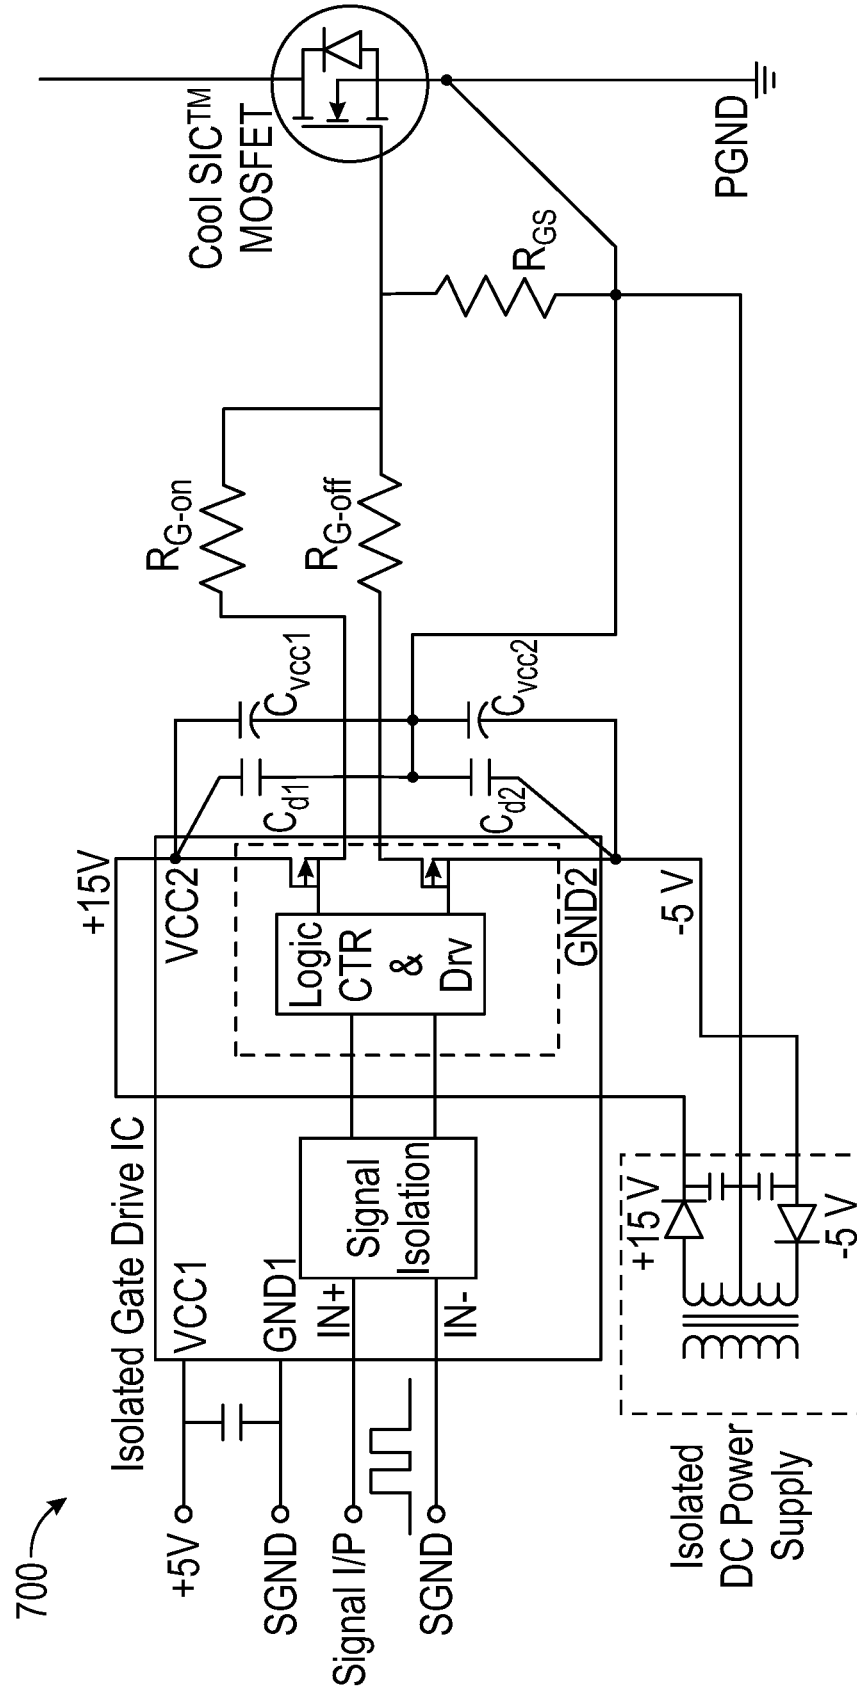 700
+5V
SGND
Signal I/P
SGND
Isolated Gate Drive IC
VCC1
GND1
IN+
IN-
Signal
Isolation
Logic
CTR
&
Drv
VCC2
GND2
+15V
-5 V
Cd1
Cd2
Cvcc1
Cvcc2
RG-on
RG-off
RGS
Cool SIC™
MOSFET
PGND
Isolated
DC Power
Supply
+15 V
-5 V